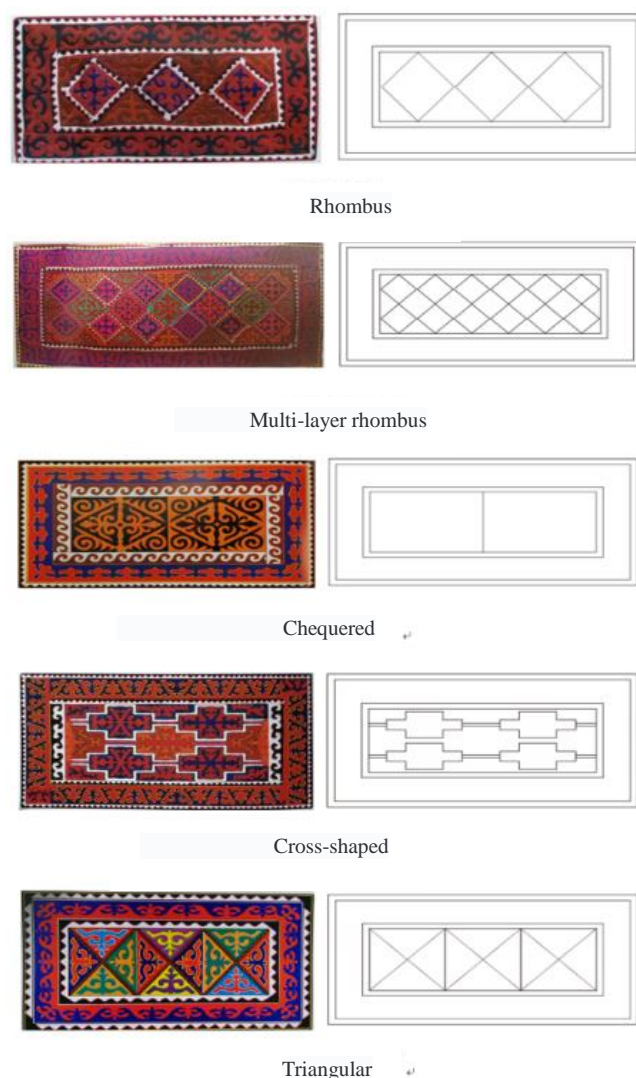 Rhombus
Multi-layer rhombus
Chequered
Cross-shaped
Triangular